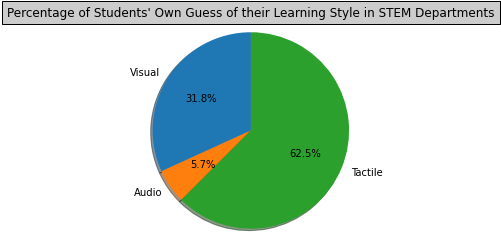 Percentage of Students' Own Guess of their Learning Style in STEM Departments
Visual
31.8%
5.7%
62.5%
Tactile
Audio